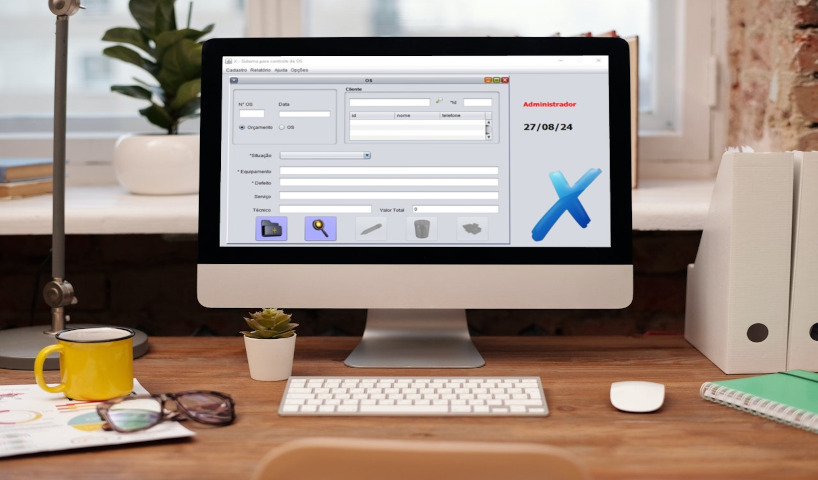 X - Sistema para controle de OS
Cadastro Relatório Ajuda Opções
OS
Cliente
N° OS Data
*Id
id nome telefone
Orçamento OS
*Situação
* Equipamento
* Defeito
Serviço
Técnico Valor Total 0
Administrador
27/08/24